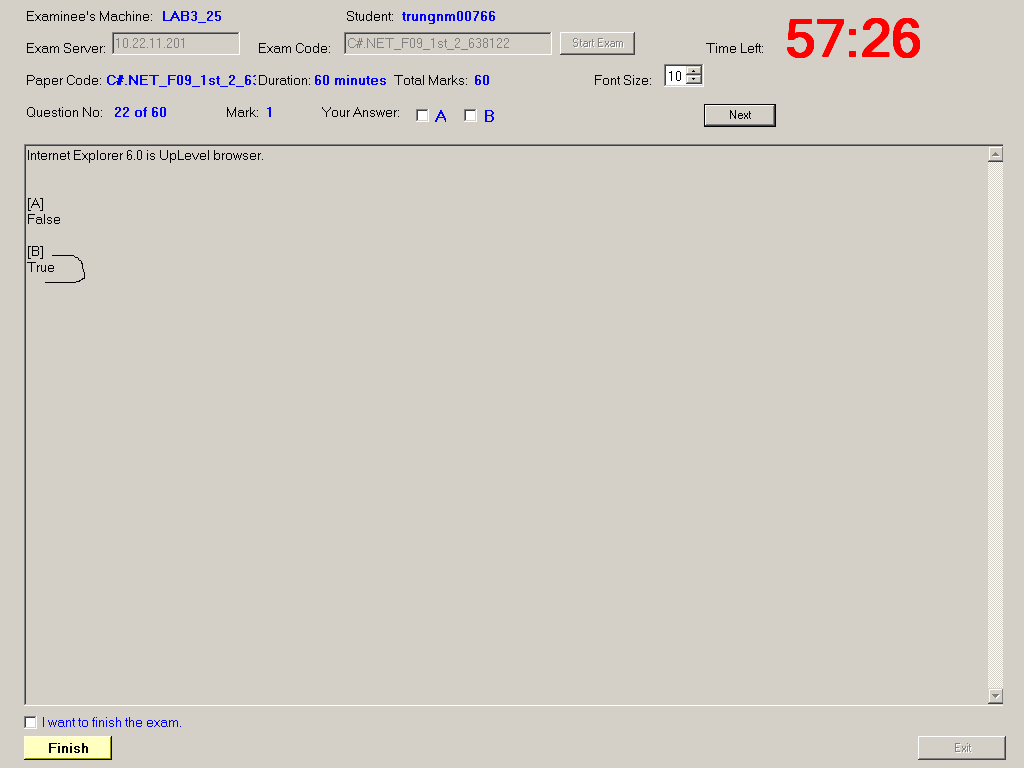 Examinee's Machine: LAB3_25 Student: trungnm00766
Exam Server: 10.22.11.201 Exam Code: C#.NET_F09_1st_2_638122 Start Exam Time Left: 57:26
Paper Code: C#.NET_F09_1st_2_63 Duration: 60 minutes Total Marks: 60 Font Size: 10
Question No: 22 of 60 Mark: 1 Your Answer: A B Next
Internet Explorer 6.0 is UpLevel browser.
[A]
False
[B]
True
I want to finish the exam.
Finish Exit